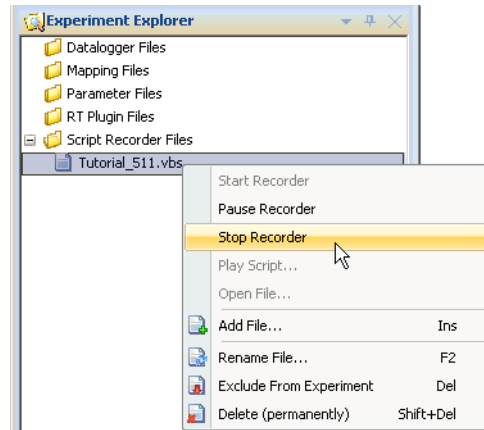 Experiment Explorer
Datalogger Files
Mapping Files
Parameter Files
RT Plugin Files
Script Recorder Files
Tutorial_511.vbs
Start Recorder
Pause Recorder
Stop Recorder
Play Script...
Open File...
Add File... Ins
Rename File... F2
Exclude From Experiment Del
Delete (permanently) Shift+Del